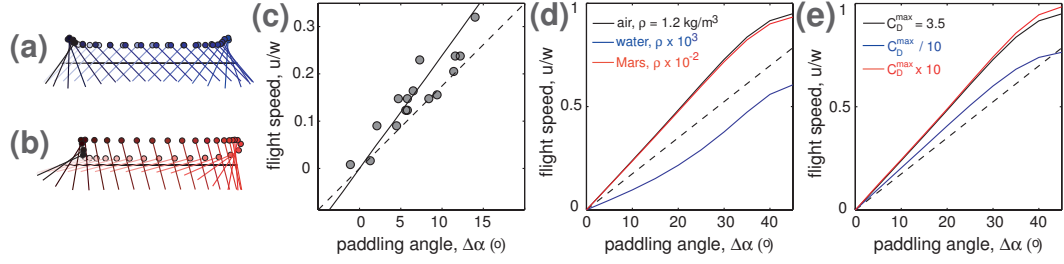 (a)
(b)
(c)
flight speed, u/w
0.3
0.2
0.1
0
0
5
10
15
20
paddling angle, Δα (º)
(d)
flight speed, u/w
1
0.5
0
0
10
20
30
40
paddling angle, Δα (º)
air, ρ = 1.2 kg/m³
water, ρ x 10³
Mars, ρ x 10⁻²
(e)
flight speed, u/w
1
0.5
0
0
10
20
30
40
paddling angle, Δα (º)
C_D^max = 3.5
C_D^max / 10
C_D^max x 10